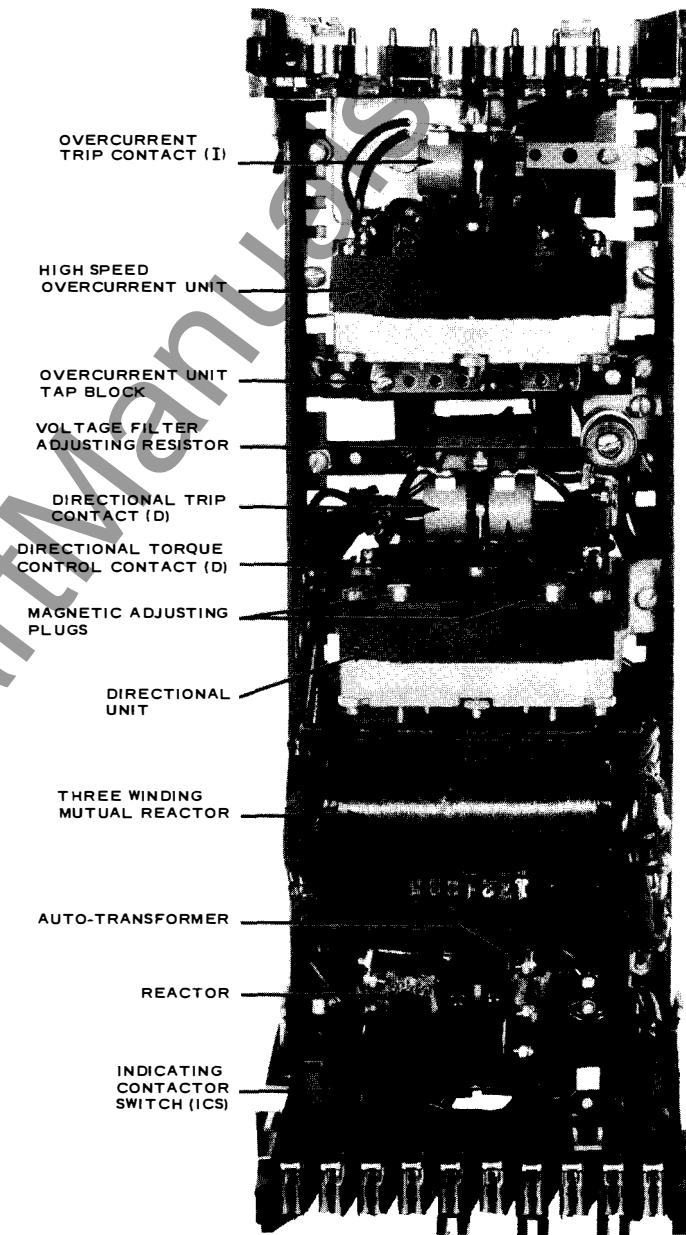 OVERCURRENT
TRIP CONTACT (I)
HIGH SPEED
OVERCURRENT UNIT
OVERCURRENT UNIT
TAP BLOCK
VOLTAGE FILTER
ADJUSTING RESISTOR
DIRECTIONAL TRIP
CONTACT (D)
DIRECTIONAL TORQUE
CONTROL CONTACT (D)
MAGNETIC ADJUSTING
PLUGS
DIRECTIONAL
UNIT
THREE WINDING
MUTUAL REACTOR
AUTO-TRANSFORMER
REACTOR
INDICATING
CONTACTOR
SWITCH (ICS)